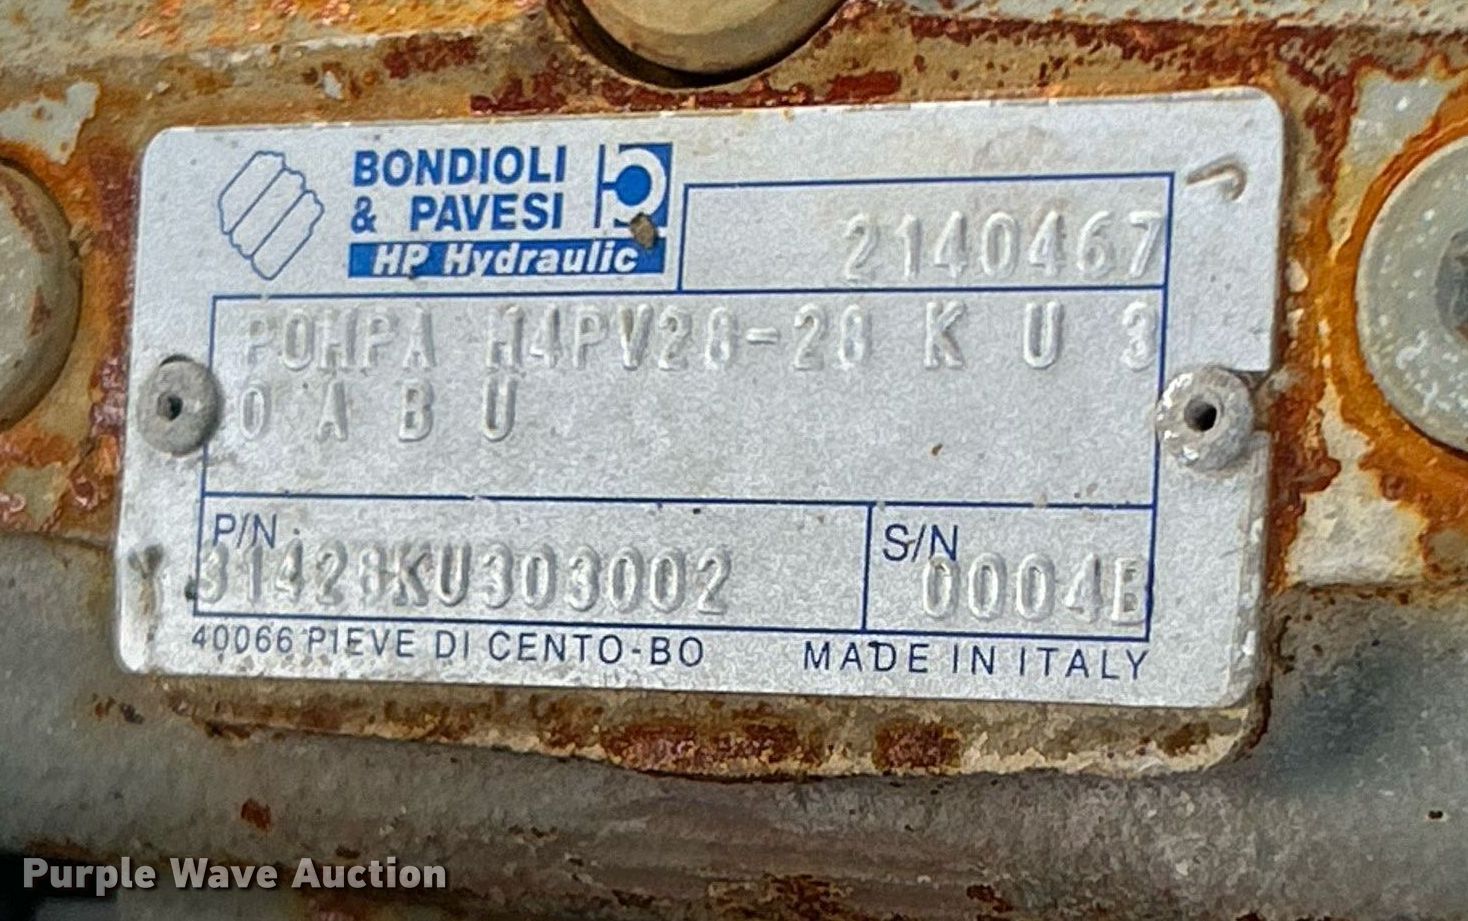 BONDIOLI
& PAVESI
HP Hydraulic
2140467
POMPA M4PV28-28 K U 3
0 A B U
P/N
31428KU303002
S/N
0004B
40066 PIEVE DI CENTO-BO
MADE IN ITALY
Purple Wave Auction